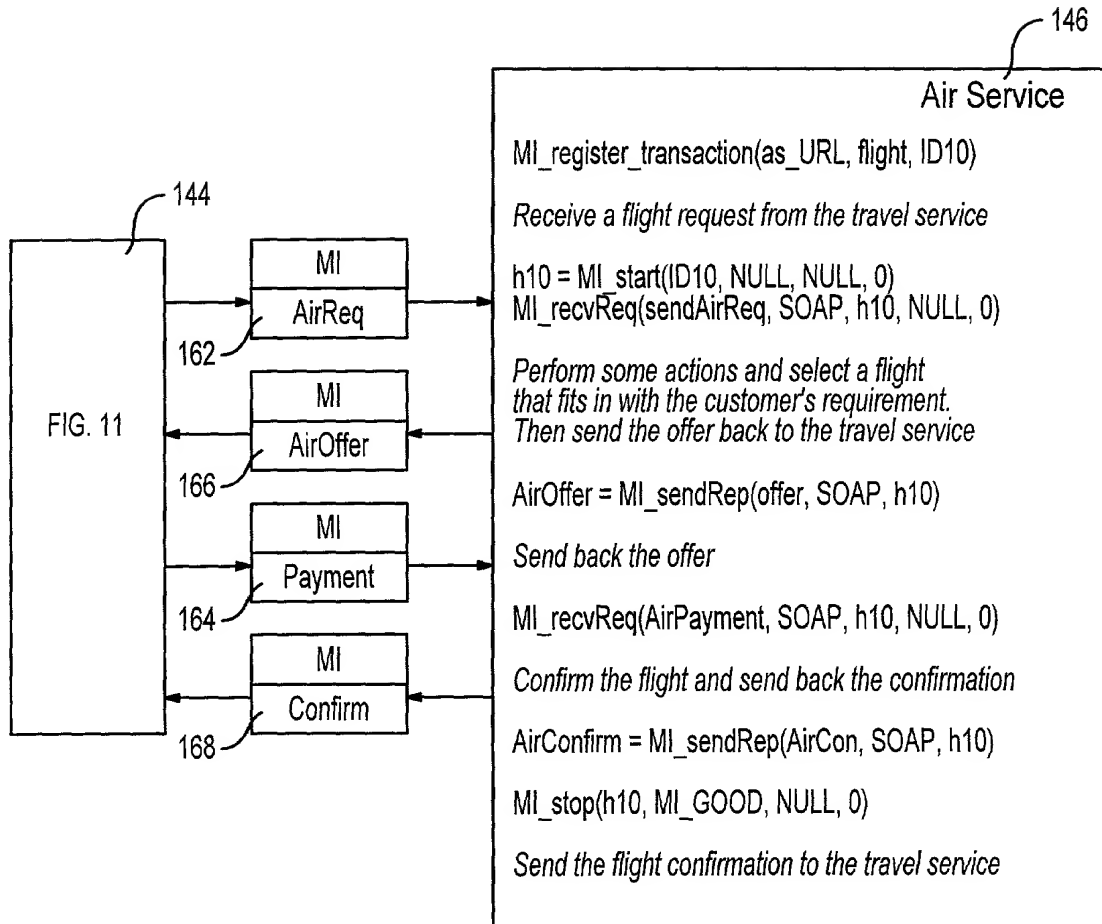 146
Air Service
MI_register_transaction(as_URL, flight, ID10)
144
Receive a flight request from the travel service
MI
h10 = MI_start(ID10, NULL, NULL, 0)
AirReq
MI_recvReq(sendAirReq, SOAP, h10, NULL, 0)
162
Perform some actions and select a flight
that fits in with the customer's requirement.
Then send the offer back to the travel service
MI
FIG. 11
AirOffer
166
AirOffer = MI_sendRep(offer, SOAP, h10)
MI
Send back the offer
Payment
164
MI_recvReq(AirPayment, SOAP, h10, NULL, 0)
MI
Confirm the flight and send back the confirmation
Confirm
168
AirConfirm = MI_sendRep(AirCon, SOAP, h10)
MI_stop(h10, MI_GOOD, NULL, 0)
Send the flight confirmation to the travel service